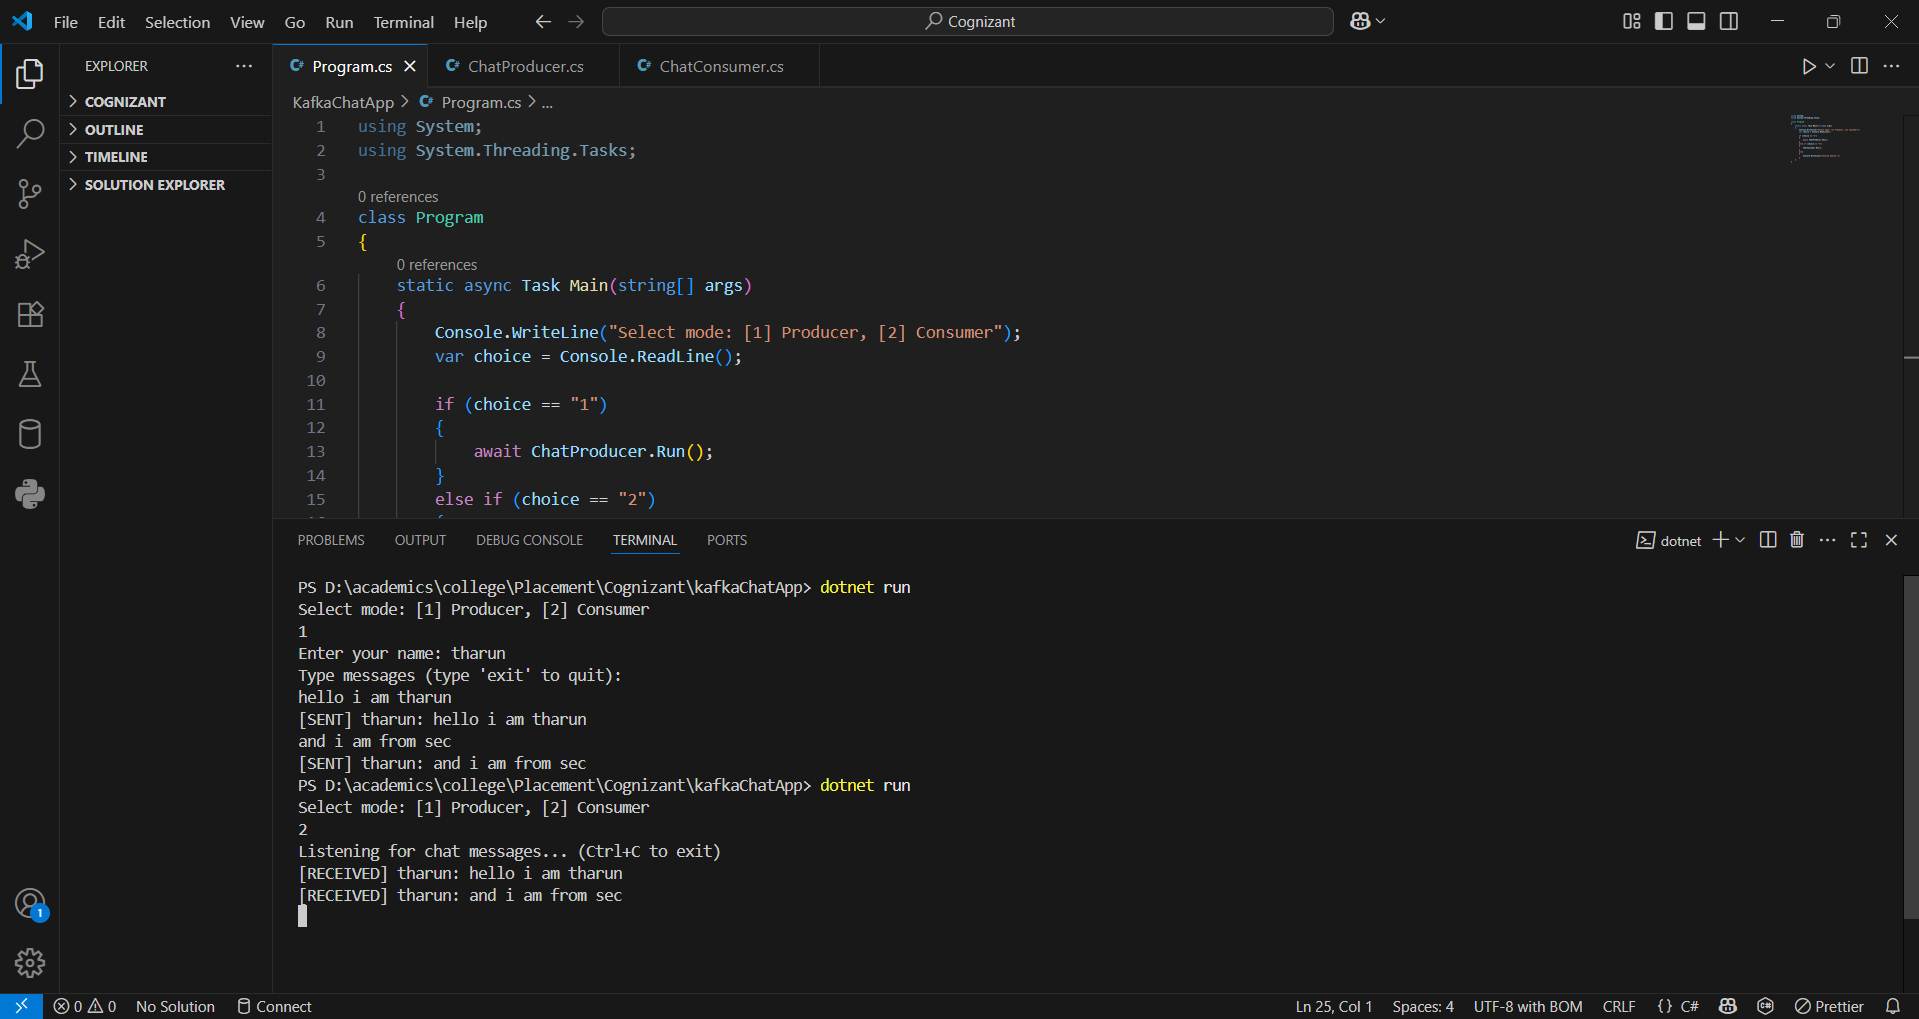 File Edit Selection View Go Run Terminal Help Cognizant
EXPLORER
COGNIZANT
OUTLINE
TIMELINE
SOLUTION EXPLORER
Program.cs ChatProducer.cs ChatConsumer.cs
KafkaChatApp > Program.cs > ...
1 using System;
2 using System.Threading.Tasks;
3
0 references
4 class Program
5 {
0 references
6 static async Task Main(string[] args)
7 {
8 Console.WriteLine("Select mode: [1] Producer, [2] Consumer");
9 var choice = Console.ReadLine();
10
11 if (choice == "1")
12 {
13 await ChatProducer.Run();
14 }
15 else if (choice == "2")
PROBLEMS OUTPUT DEBUG CONSOLE TERMINAL PORTS dotnet
PS D:\academics\college\Placement\Cognizant\kafkaChatApp> dotnet run
Select mode: [1] Producer, [2] Consumer
1
Enter your name: tharun
Type messages (type 'exit' to quit):
hello i am tharun
[SENT] tharun: hello i am tharun
and i am from sec
[SENT] tharun: and i am from sec
PS D:\academics\college\Placement\Cognizant\kafkaChatApp> dotnet run
Select mode: [1] Producer, [2] Consumer
2
Listening for chat messages... (Ctrl+C to exit)
[RECEIVED] tharun: hello i am tharun
[RECEIVED] tharun: and i am from sec
1
0 0 No Solution Connect Ln 25, Col 1 Spaces: 4 UTF-8 with BOM CRLF {} C# Prettier